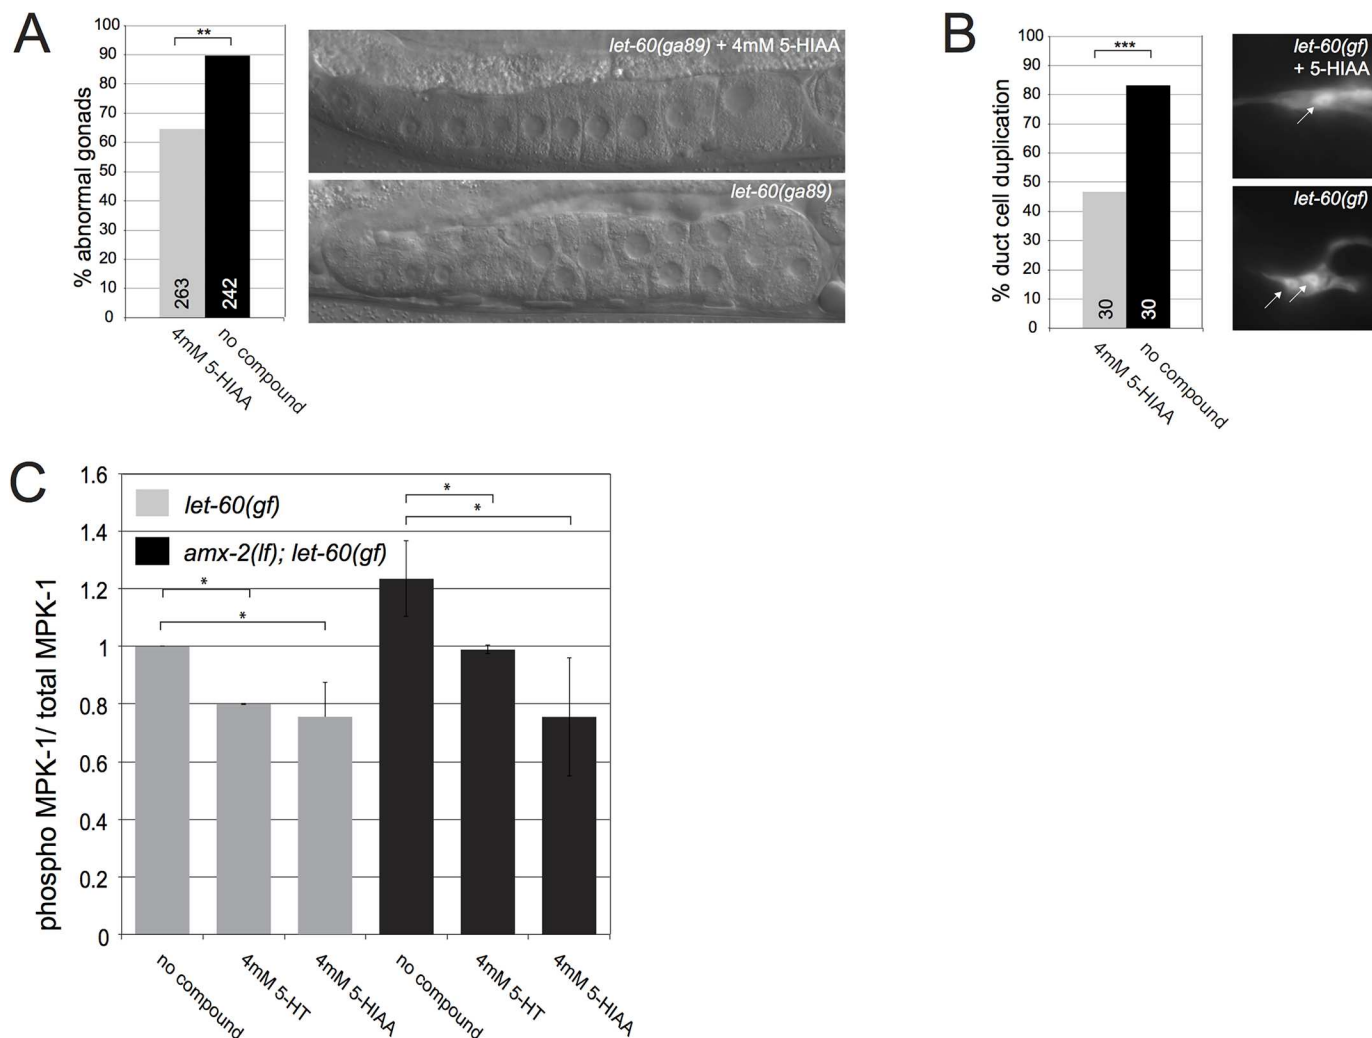 A
% abnormal gonads
100
90
80
70
60
50
40
30
20
10
0
**
263
242
4mM 5-HIAA
no compound
let-60(ga89) + 4mM 5-HIAA
let-60(ga89)
B
% duct cell duplication
100
90
80
70
60
50
40
30
20
10
0
***
30
30
4mM 5-HIAA
no compound
let-60(gf)
+ 5-HIAA
let-60(gf)
C
phospho MPK-1/ total MPK-1
1.6
1.4
1.2
1
0.8
0.6
0.4
0.2
0
let-60(gf)
amx-2(lf); let-60(gf)
*
*
*
*
no compound
4mM 5-HT
4mM 5-HIAA
no compound
4mM 5-HT
4mM 5-HIAA